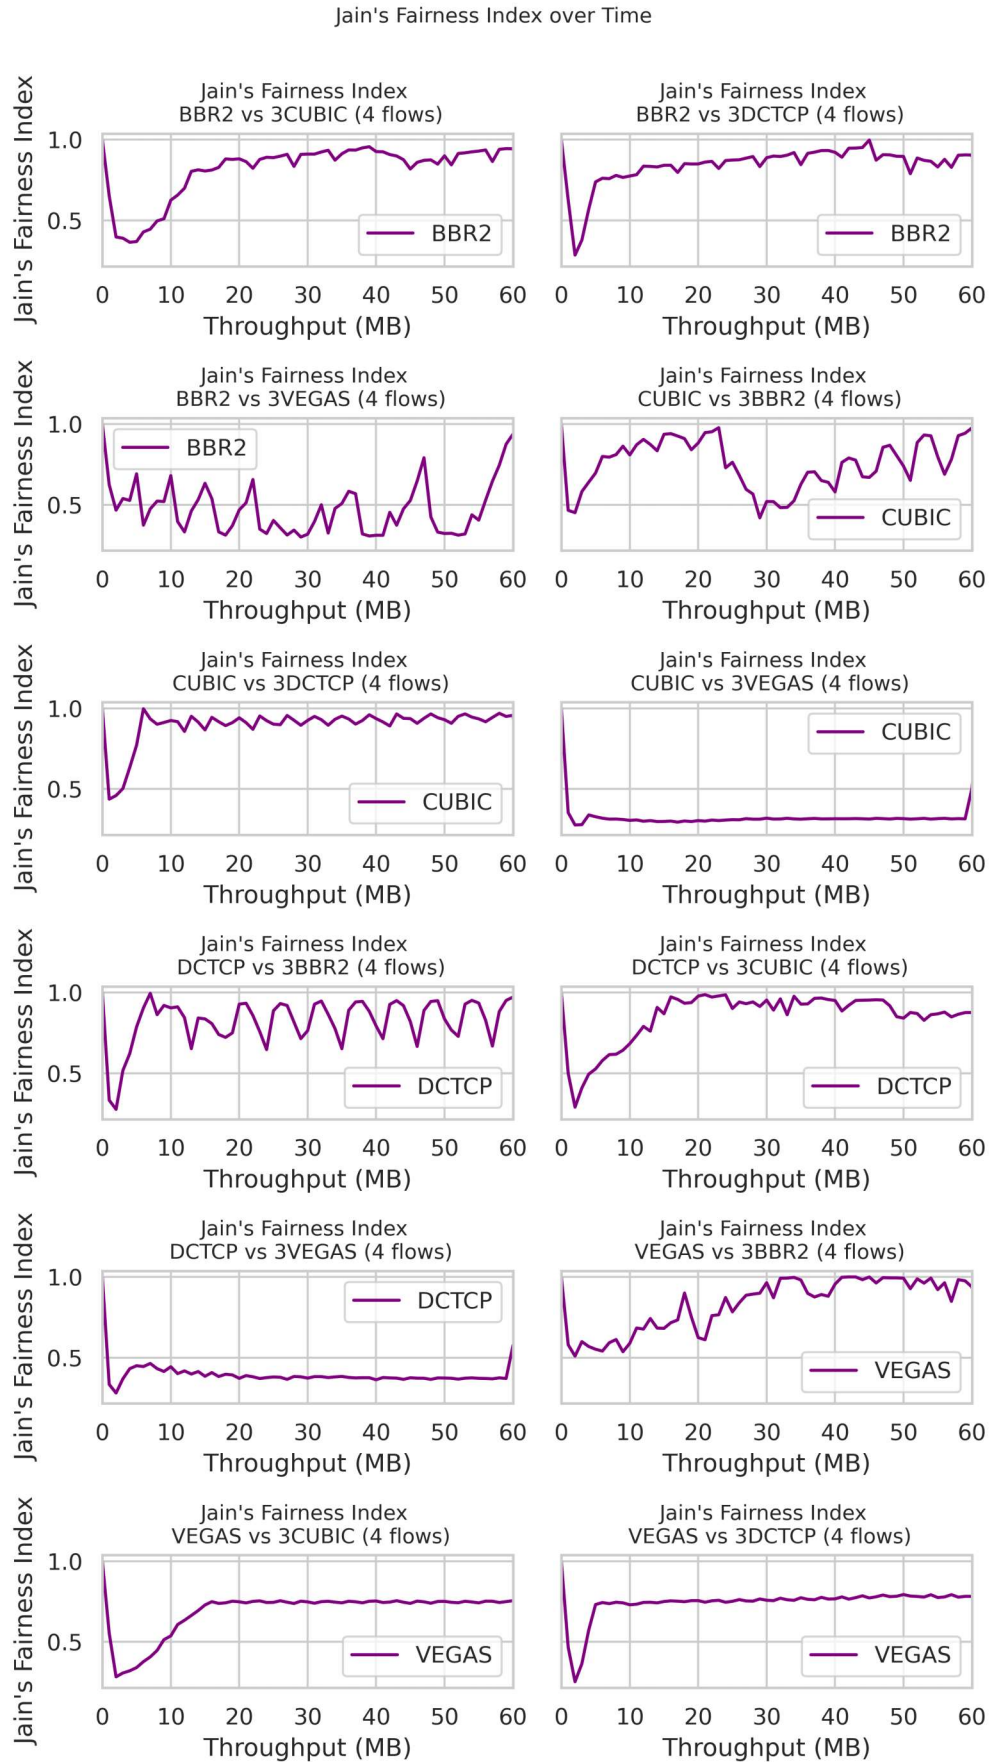 Jain's Fairness Index over Time
Jain's Fairness Index
BBR2 vs 3CUBIC (4 flows)
Jain's Fairness Index
1.0
0.5
BBR2
0 10 20 30 40 50 60
Throughput (MB)
Jain's Fairness Index
BBR2 vs 3DCTCP (4 flows)
BBR2
0 10 20 30 40 50 60
Throughput (MB)
Jain's Fairness Index
BBR2 vs 3VEGAS (4 flows)
Jain's Fairness Index
1.0
0.5
BBR2
0 10 20 30 40 50 60
Throughput (MB)
Jain's Fairness Index
CUBIC vs 3BBR2 (4 flows)
CUBIC
0 10 20 30 40 50 60
Throughput (MB)
Jain's Fairness Index
CUBIC vs 3DCTCP (4 flows)
Jain's Fairness Index
1.0
0.5
CUBIC
0 10 20 30 40 50 60
Throughput (MB)
Jain's Fairness Index
CUBIC vs 3VEGAS (4 flows)
CUBIC
0 10 20 30 40 50 60
Throughput (MB)
Jain's Fairness Index
DCTCP vs 3BBR2 (4 flows)
Jain's Fairness Index
1.0
0.5
DCTCP
0 10 20 30 40 50 60
Throughput (MB)
Jain's Fairness Index
DCTCP vs 3CUBIC (4 flows)
DCTCP
0 10 20 30 40 50 60
Throughput (MB)
Jain's Fairness Index
DCTCP vs 3VEGAS (4 flows)
Jain's Fairness Index
1.0
0.5
DCTCP
0 10 20 30 40 50 60
Throughput (MB)
Jain's Fairness Index
VEGAS vs 3BBR2 (4 flows)
VEGAS
0 10 20 30 40 50 60
Throughput (MB)
Jain's Fairness Index
VEGAS vs 3CUBIC (4 flows)
Jain's Fairness Index
1.0
0.5
VEGAS
0 10 20 30 40 50 60
Throughput (MB)
Jain's Fairness Index
VEGAS vs 3DCTCP (4 flows)
VEGAS
0 10 20 30 40 50 60
Throughput (MB)